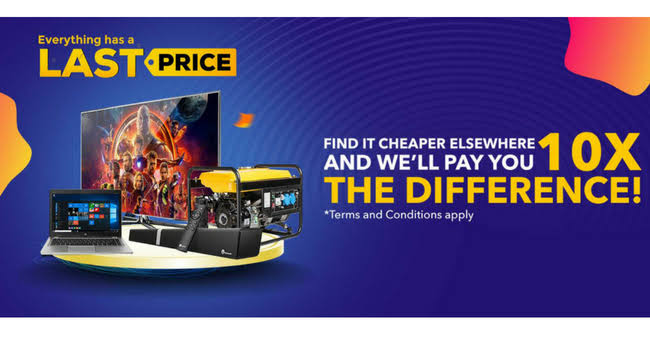 Everything has a
LAST PRICE
FIND IT CHEAPER ELSEWHERE
AND WE'LL PAY YOU 10X
THE DIFFERENCE!
*Terms and Conditions apply